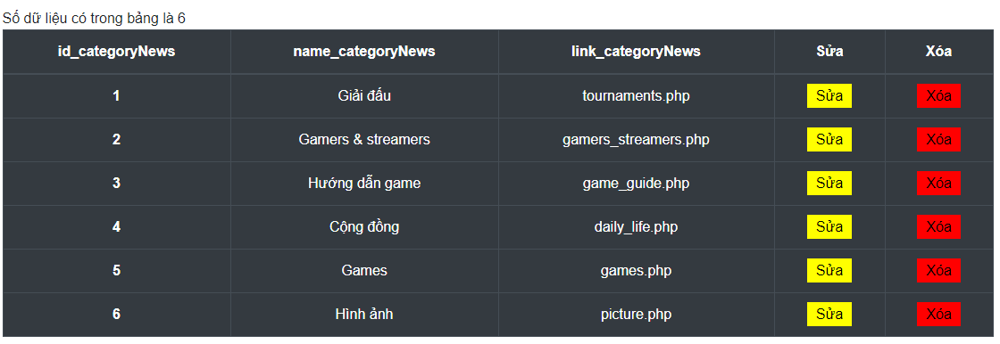 Số dữ liệu có trong bảng là 6
id_categoryNews name_categoryNews link_categoryNews Sửa Xóa
1 Giải đấu tournaments.php Sửa Xóa
2 Gamers & streamers gamers_streamers.php Sửa Xóa
3 Hướng dẫn game game_guide.php Sửa Xóa
4 Cộng đồng daily_life.php Sửa Xóa
5 Games games.php Sửa Xóa
6 Hình ảnh picture.php Sửa Xóa